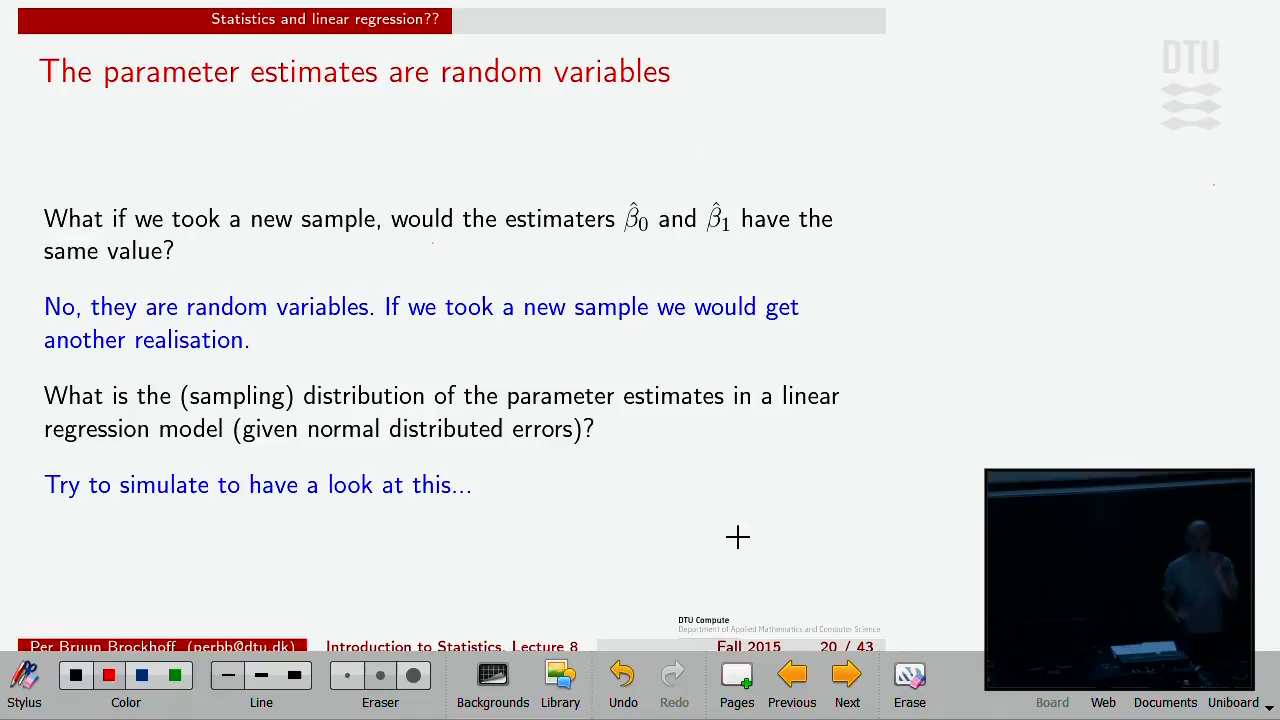 Statistics and linear regression??
The parameter estimates are random variables
DTU
What if we took a new sample, would the estimaters β̂0 and β̂1 have the
same value?
No, they are random variables. If we took a new sample we would get
another realisation.
What is the (sampling) distribution of the parameter estimates in a linear
regression model (given normal distributed errors)?
Try to simulate to have a look at this...
DTU Compute
Department of Applied Mathematics and Computer Science
Per Bruun Brockhoff (perbb@dtu.dk) Introduction to Statistics, Lecture 8 Fall 2015 20 / 43
Stylus Color Line Eraser Backgrounds Library Undo Redo Pages Previous Next Erase Board Web Documents Uniboard